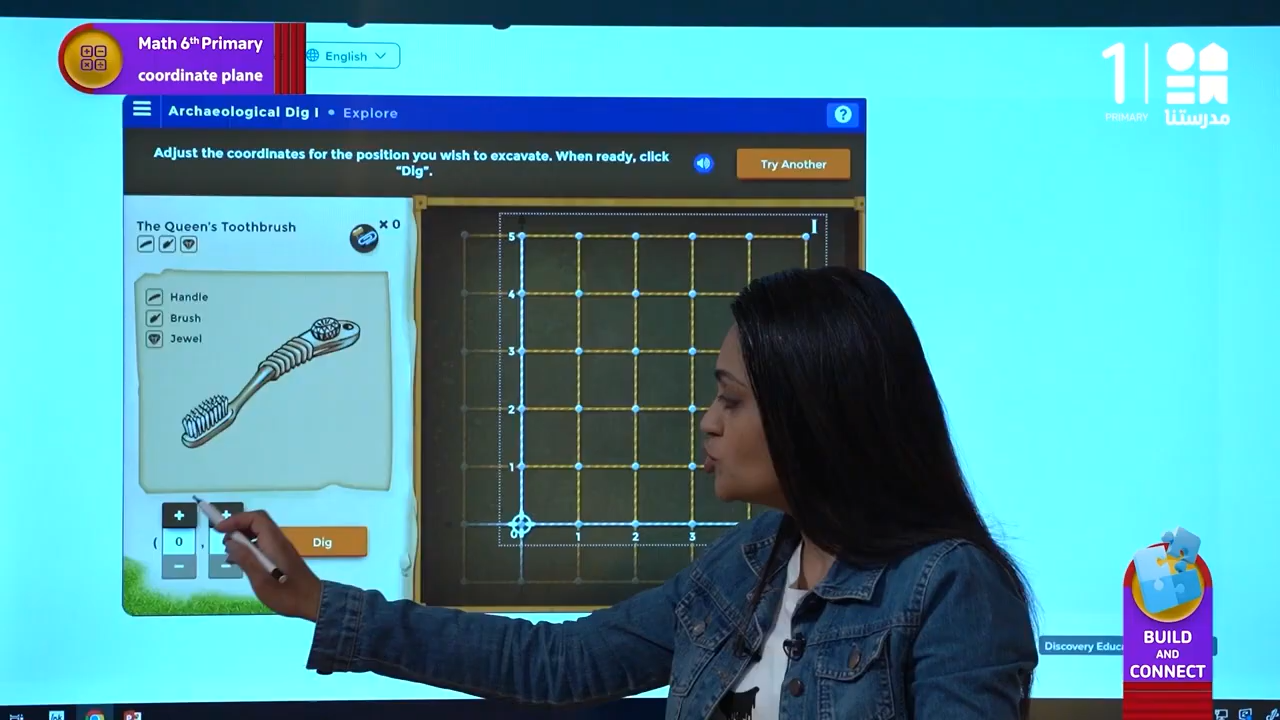 Math 6th Primary
coordinate plane
English
1
PRIMARY
مدرستنا
Archaeological Dig I • Explore
?
Adjust the coordinates for the position you wish to excavate. When ready, click
"Dig".
Try Another
The Queen's Toothbrush
× 0
Handle
Brush
Jewel
5
4
3
2
1
0
1
2
3
+
+
( 0 ,
−
−
Dig
BUILD
AND
CONNECT
Discovery Educ